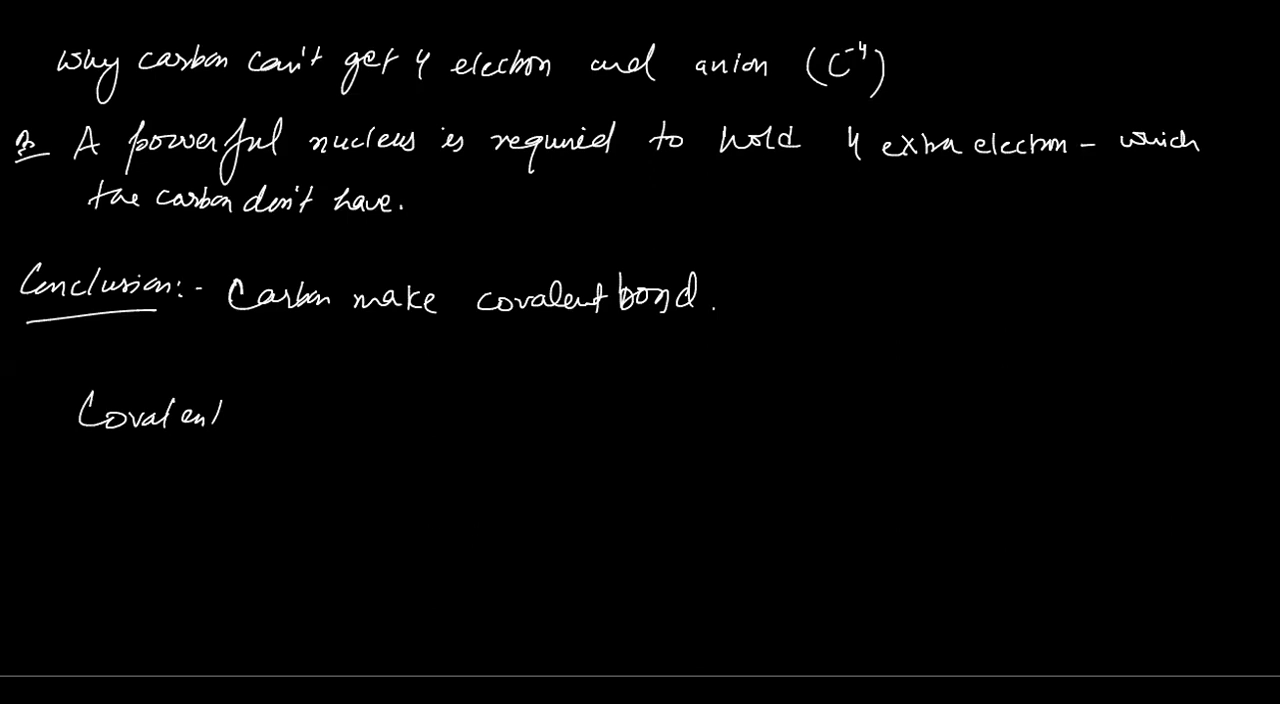 Why carbon can't get 4 electron and anion (C⁻⁴)
A powerful nucleus is required to hold 4 extra electron - which
the carbon don't have.
Conclusion:- Carbon make covalent bond.
Covalent